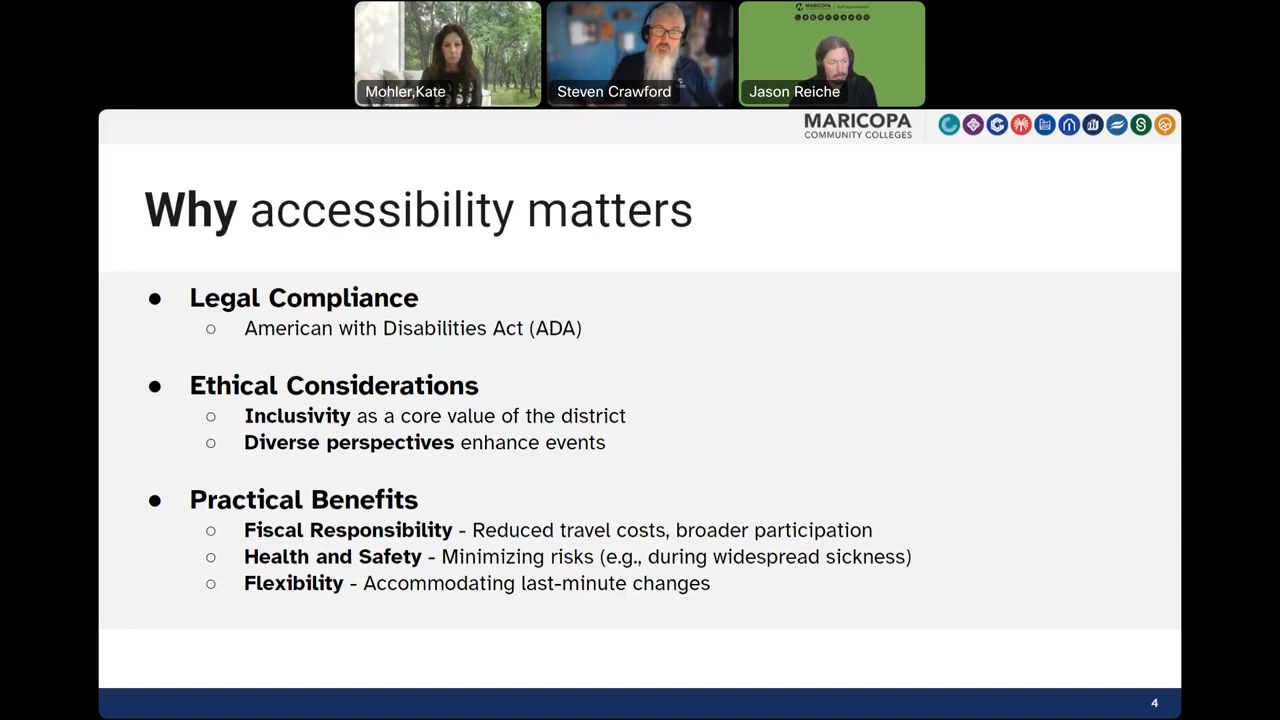 Mohler,Kate
Steven Crawford
MARICOPA
Jason Reiche
MARICOPA
COMMUNITY COLLEGES
Why accessibility matters
● Legal Compliance
○ American with Disabilities Act (ADA)
● Ethical Considerations
○ Inclusivity as a core value of the district
○ Diverse perspectives enhance events
● Practical Benefits
○ Fiscal Responsibility - Reduced travel costs, broader participation
○ Health and Safety - Minimizing risks (e.g., during widespread sickness)
○ Flexibility - Accommodating last-minute changes
4